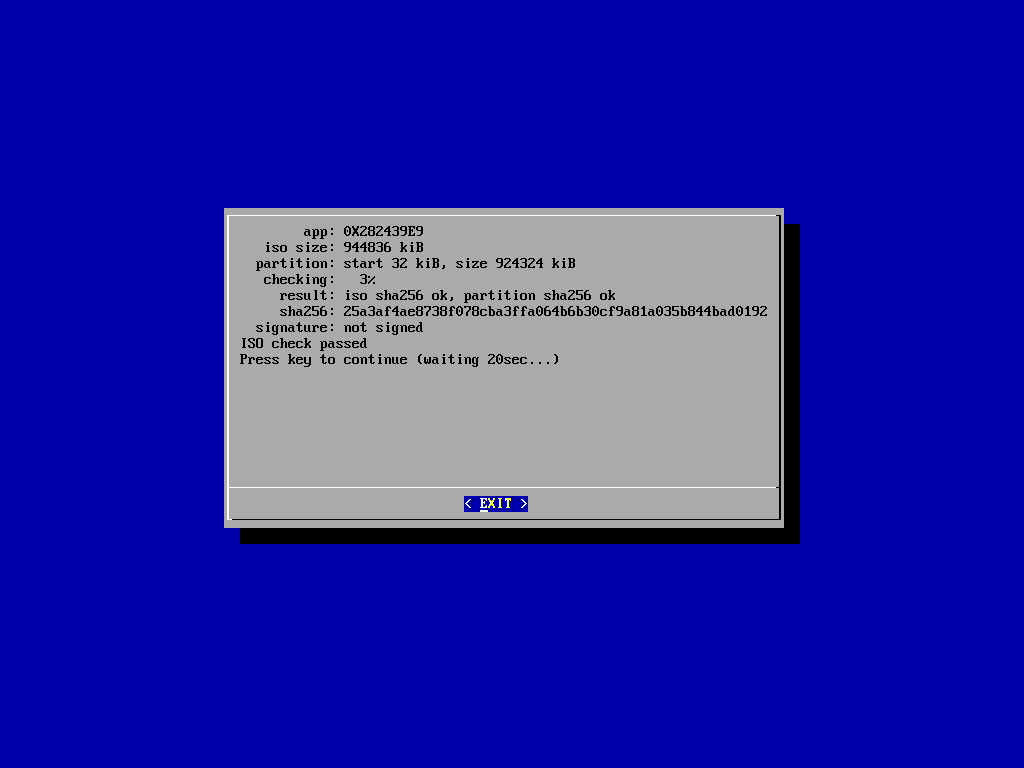 app: 0X282439E9
iso size: 944836 kiB
partition: start 32 kiB, size 924324 kiB
checking:   3%
result: iso sha256 ok, partition sha256 ok
sha256: 25a3af4ae8738f078cba3ffa064b6b30cf9a81a035b844bad0192
signature: not signed
ISO check passed
Press key to continue (waiting 20sec...)
< EXIT >